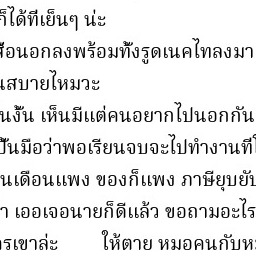 ก็ได้ที่เย็นๆ น่ะ
สื้อนอกลงพร้อมทั้งรูดเนคไทลงมา
นสบายไหมวะ
นงั้น เห็นมีแต่คนอยากไปนอกกัน
ปั้นมือว่าพอเรียนจบจะไปทำงานที่
นเดือนแพง ของก็แพง ภาษียุบยับ
า เออเจอนายก็ดีแล้ว ขอถามอะไร
รเขาล่ะ ให้ตาย หมอคนกับห